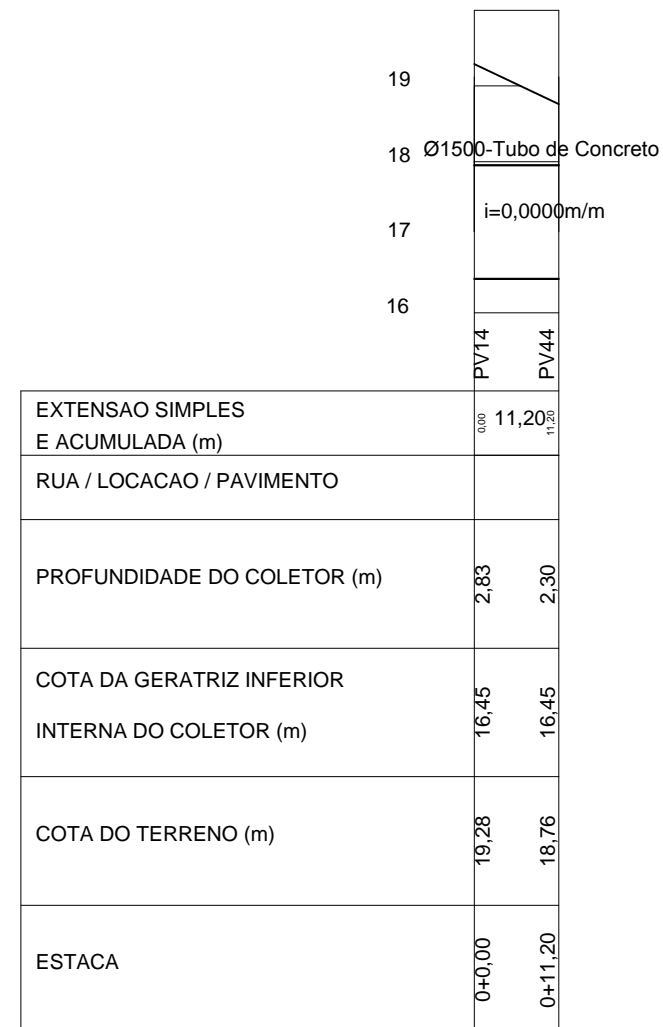 19
18
Ø1500-Tubo de Concreto
i=0,0000m/m
17
16
PV14
PV44
EXTENSAO SIMPLES
E ACUMULADA (m)
0,00
11,20
11,20
RUA / LOCACAO / PAVIMENTO
PROFUNDIDADE DO COLETOR (m)
2,83
2,30
COTA DA GERATRIZ INFERIOR
INTERNA DO COLETOR (m)
16,45
16,45
COTA DO TERRENO (m)
19,28
18,76
ESTACA
0+0,00
0+11,20